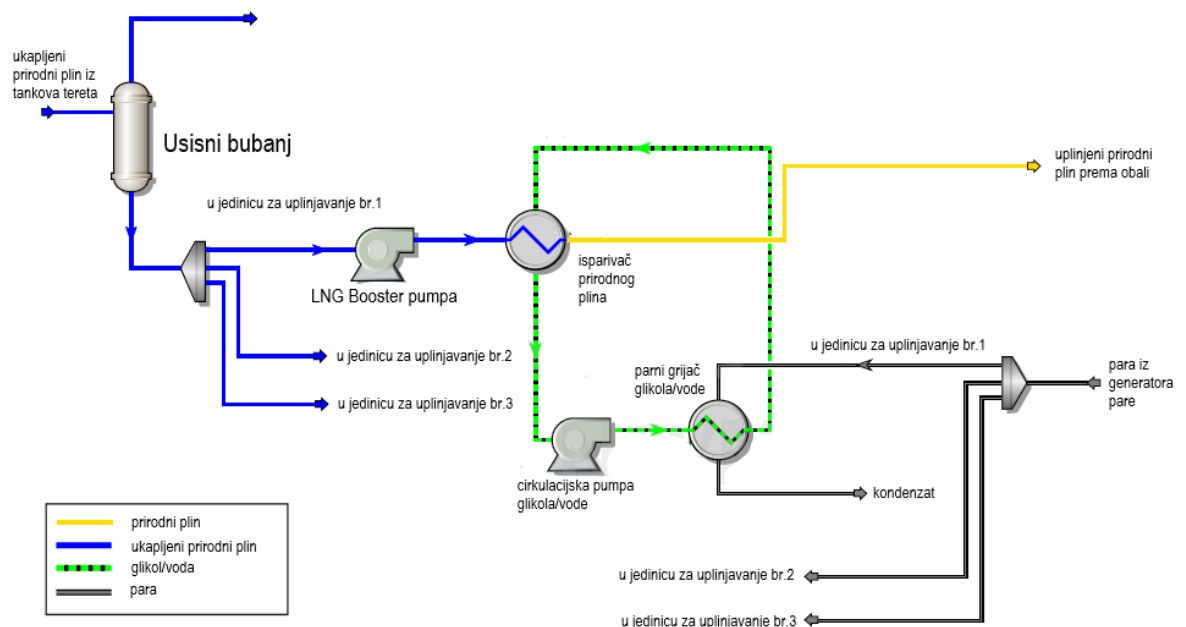 ukapljeni
prirodni plin iz
tankova tereta
Usisni bubanj
u jedinicu za uplinjavanje br.1
LNG Booster pumpa
isparivač
prirodnog
plina
uplinjeni prirodni
plin prema obali
u jedinicu za uplinjavanje br.2
u jedinicu za uplinjavanje br.3
u jedinicu za uplinjavanje br.1
parni grijač
glikola/vode
para iz
generatora
pare
cirkulacijska pumpa
glikola/vode
kondenzat
prirodni plin
ukapljeni prirodni plin
glikol/voda
para
u jedinicu za uplinjavanje br.2
u jedinicu za uplinjavanje br.3